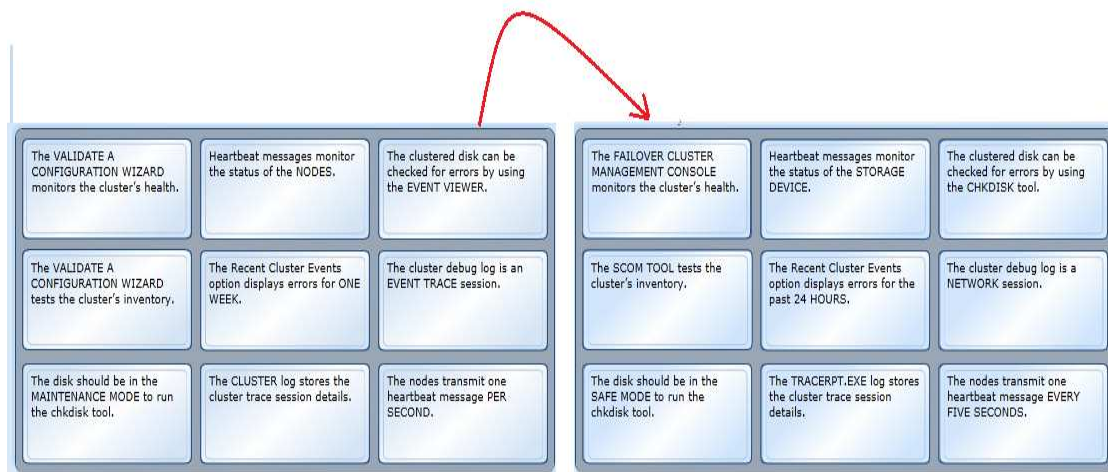 The VALIDATE A
CONFIGURATION WIZARD
monitors the cluster's health.
Heartbeat messages monitor
the status of the NODES.
The clustered disk can be
checked for errors by using
the EVENT VIEWER.
The VALIDATE A
CONFIGURATION WIZARD
tests the cluster's inventory.
The Recent Cluster Events
option displays errors for ONE
WEEK.
The cluster debug log is an
EVENT TRACE session.
The disk should be in the
MAINTENANCE MODE to run
the chkdisk tool.
The CLUSTER log stores the
cluster trace session details.
The nodes transmit one
heartbeat message PER
SECOND.
The FAILOVER CLUSTER
MANAGEMENT CONSOLE
monitors the cluster's health.
Heartbeat messages monitor
the status of the STORAGE
DEVICE.
The clustered disk can be
checked for errors by using
the CHKDISK tool.
The SCOM TOOL tests the
cluster's inventory.
The Recent Cluster Events
option displays errors for the
past 24 HOURS.
The cluster debug log is a
NETWORK session.
The disk should be in the
SAFE MODE to run the
chkdisk tool.
The TRACERPT.EXE log stores
the cluster trace session
details.
The nodes transmit one
heartbeat message EVERY
FIVE SECONDS.